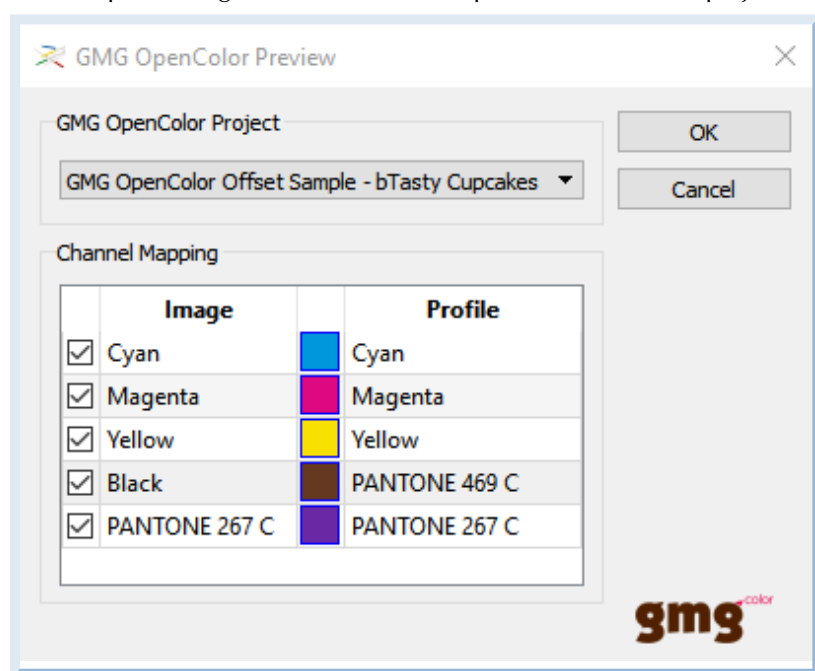 GMG OpenColor Preview
GMG OpenColor Project
OK
GMG OpenColor Offset Sample - bTasty Cupcakes
Cancel
Channel Mapping
Image Profile
Cyan Cyan
Magenta Magenta
Yellow Yellow
Black PANTONE 469 C
PANTONE 267 C PANTONE 267 C
gmg color